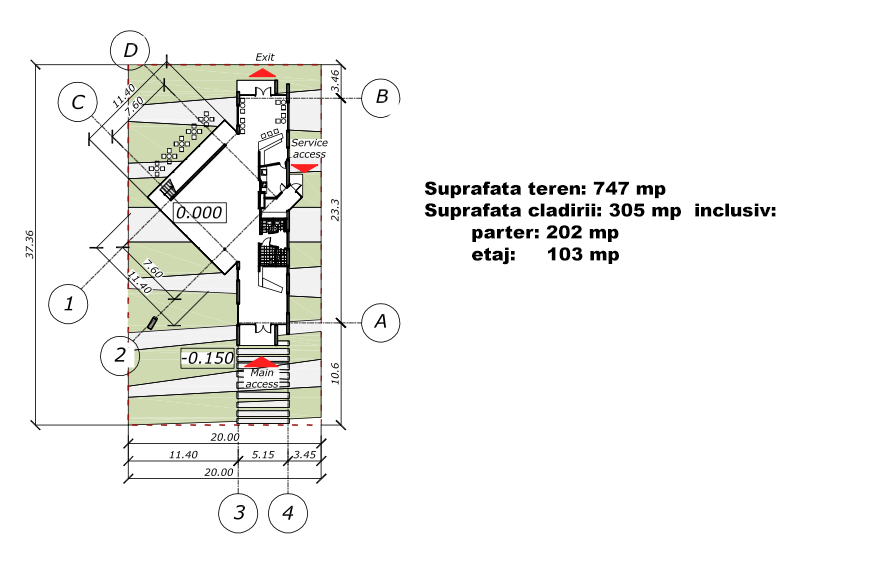 D
Exit
C
11.40
7.60
3.46
B
Service
access
Suprafata teren: 747 mp
Suprafata cladirii: 305 mp inclusiv:
parter: 202 mp
etaj: 103 mp
0.000
23.3
37.36
7.60
11.40
1
A
2
-0.150
Main
access
10.6
20.00
11.40
5.15
3.45
20.00
3
4